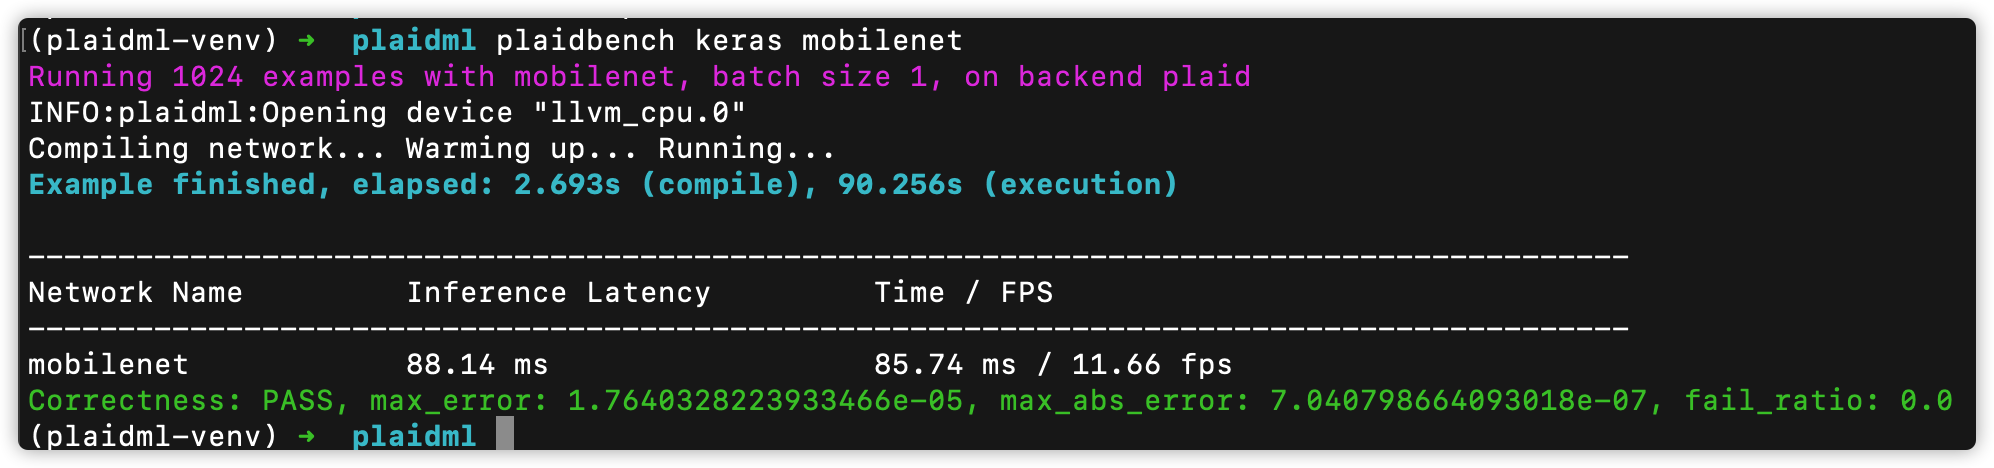 (plaidml-venv) ➜  plaidml plaidbench keras mobilenet
Running 1024 examples with mobilenet, batch size 1, on backend plaid
INFO:plaidml:Opening device "llvm_cpu.0"
Compiling network... Warming up... Running...
Example finished, elapsed: 2.693s (compile), 90.256s (execution)

-----------------------------------------------------------------------------------------
Network Name         Inference Latency         Time / FPS
-----------------------------------------------------------------------------------------
mobilenet            88.14 ms                  85.74 ms / 11.66 fps
Correctness: PASS, max_error: 1.7640328223933466e-05, max_abs_error: 7.040798664093018e-07, fail_ratio: 0.0
(plaidml-venv) ➜  plaidml